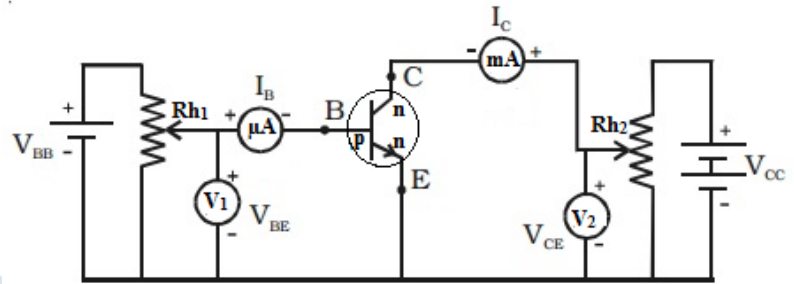 I_C
- mA +
C
I_B
Rh1
+ µA -
B
n
p
n
Rh2
+
V_BB
-
+
V_CC
-
E
+
V1
V_BE
-
+
V2
V_CE
-